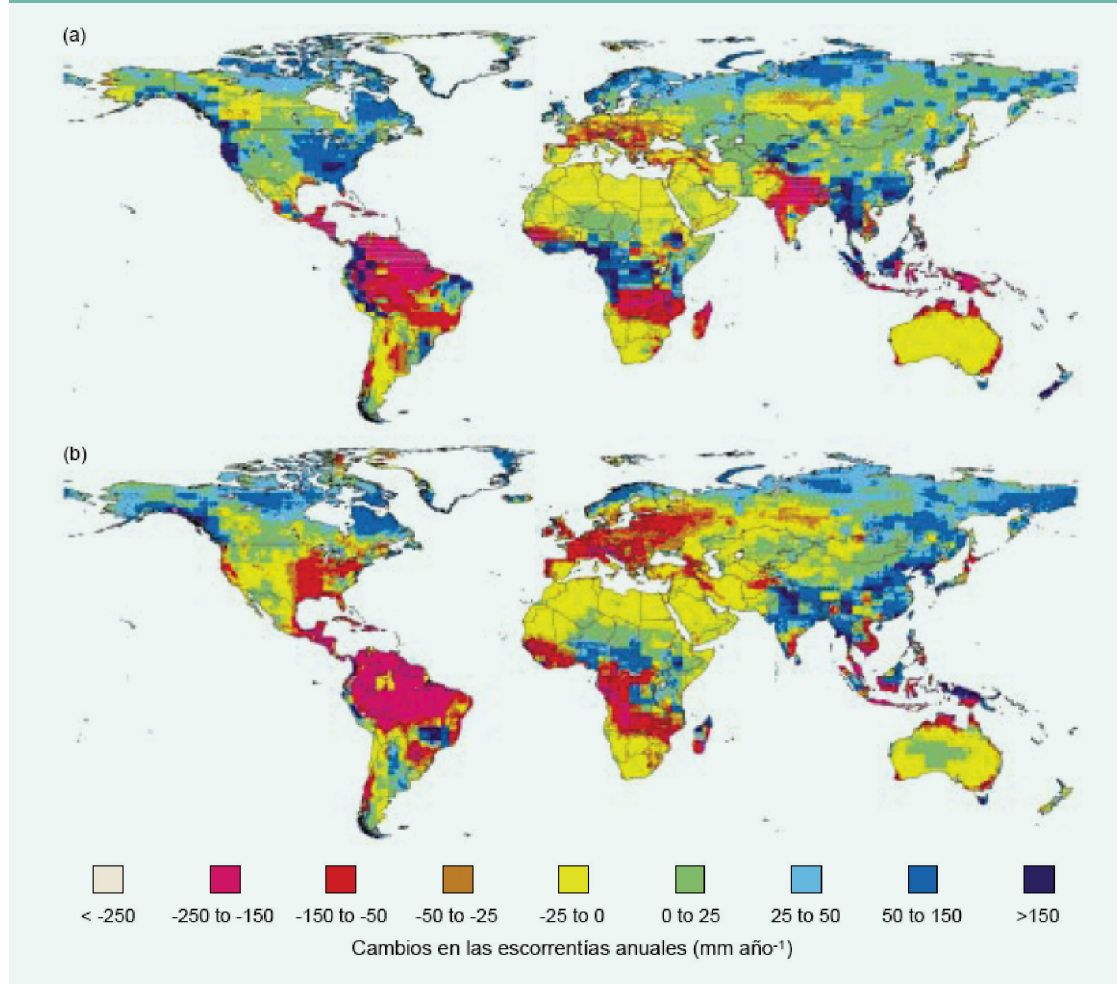 (a)
(b)
< -250
-250 to -150
-150 to -50
-50 to -25
-25 to 0
0 to 25
25 to 50
50 to 150
>150
Cambios en las escorrentías anuales (mm año-1)